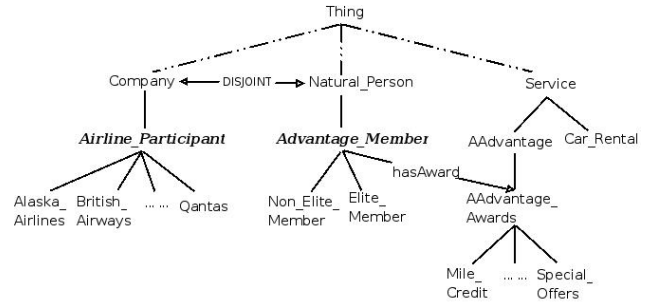 Thing
Company DISJOINT Natural_Person Service
Airline_Participant Advantage_Member AAdvantage Car_Rental
hasAward
Alaska_ British_ ... ... Qantas Non_Elite_ Elite_ AAdvantage_
Airlines Airways Member Member Awards
Mile_ ... ... Special_
Credit Offers